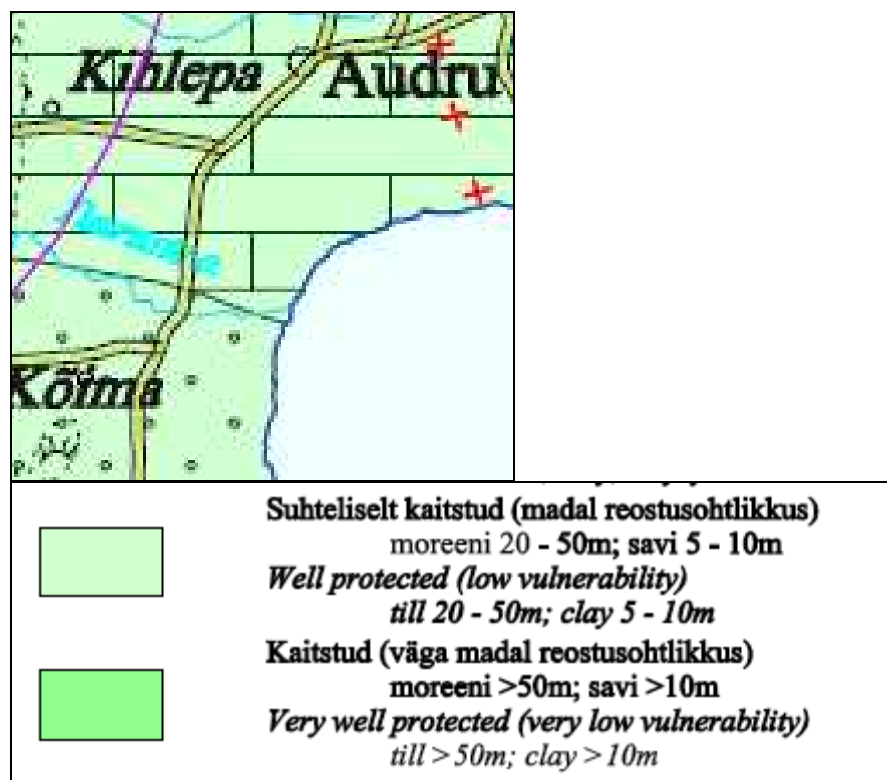 Kihlepa
Audru
Kõima
Suhteliselt kaitstud (madal reostusohtlikkus)
moreeni 20 - 50m; savi 5 - 10m
Well protected (low vulnerability)
till 20 - 50m; clay 5 - 10m
Kaitstud (väga madal reostusohtlikkus)
moreeni >50m; savi >10m
Very well protected (very low vulnerability)
till > 50m; clay > 10m